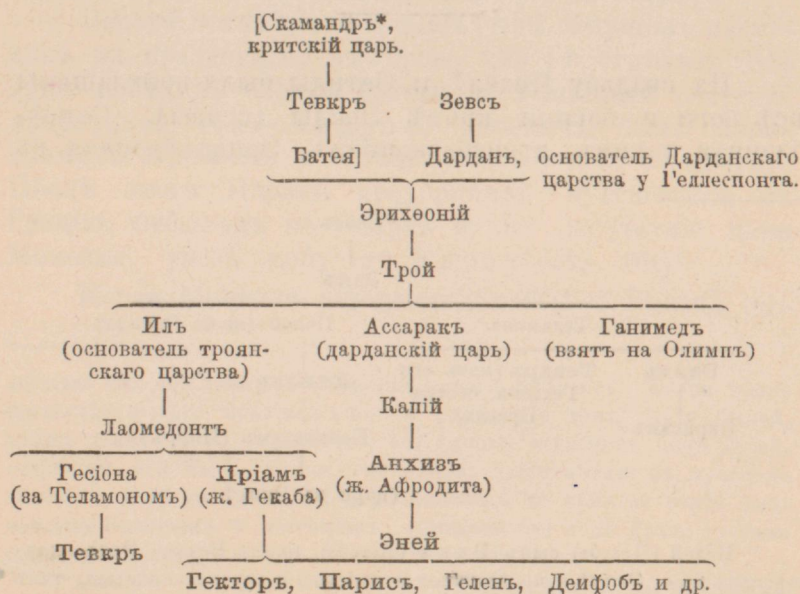 [Скамандръ*,
критскій царь.
Тевкръ Зевсъ
Батея] Дарданъ, основатель Дарданскаго
царства у Геллеспонта.
Эрихѳоній
Трой
Илъ Ассаракъ Ганимедъ
(основатель троян- (дарданскій царь) (взятъ на Олимпъ)
скаго царства)
Капій
Лаомедонтъ
Гесіона Пріамъ Анхизъ
(за Теламономъ) (ж. Гекаба) (ж. Афродита)
Тевкръ Эней
Гекторъ, Парисъ, Геленъ, Деифобъ и др.